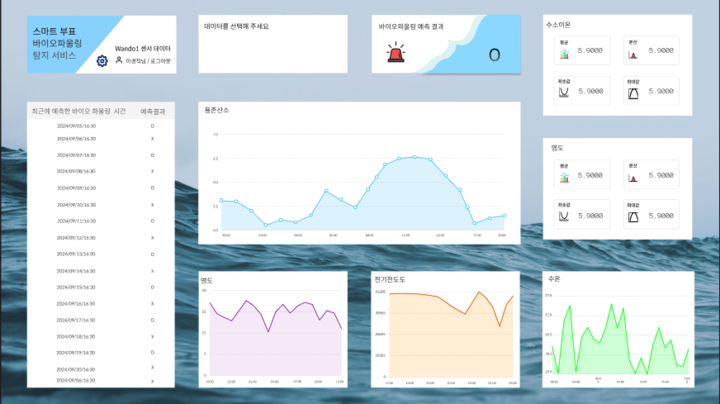 스마트 부표
바이오파울링
탐지 서비스
Wando1 센서 데이터
이경작님 / 로그아웃
데이터를 선택해 주세요
바이오파울링 예측 결과
O
수소이온
평균
5.9000
분산
5.9000
최솟값
5.9000
최대값
5.9000
최근에 예측한 바이오 파울링 시간 예측결과
2024/09/05/16:30 O
2024/09/06/16:30 X
2024/09/07/16:30 O
2024/09/08/16:30 X
2024/09/09/16:30 O
2024/09/10/16:30 X
2024/09/11/16:30 O
2024/09/12/16:30 X
2024/09/13/16:30 O
2024/09/14/16:30 X
2024/09/15/16:30 O
2024/09/16/16:30 X
2024/09/17/16:30 O
2024/09/18/16:30 X
2024/09/19/16:30 O
2024/09/20/16:30 X
2024/09/06/16:30 X
용존산소
염도
평균
5.9000
분산
5.9000
최솟값
5.9000
최대값
5.9000
염도
전기전도도
수온